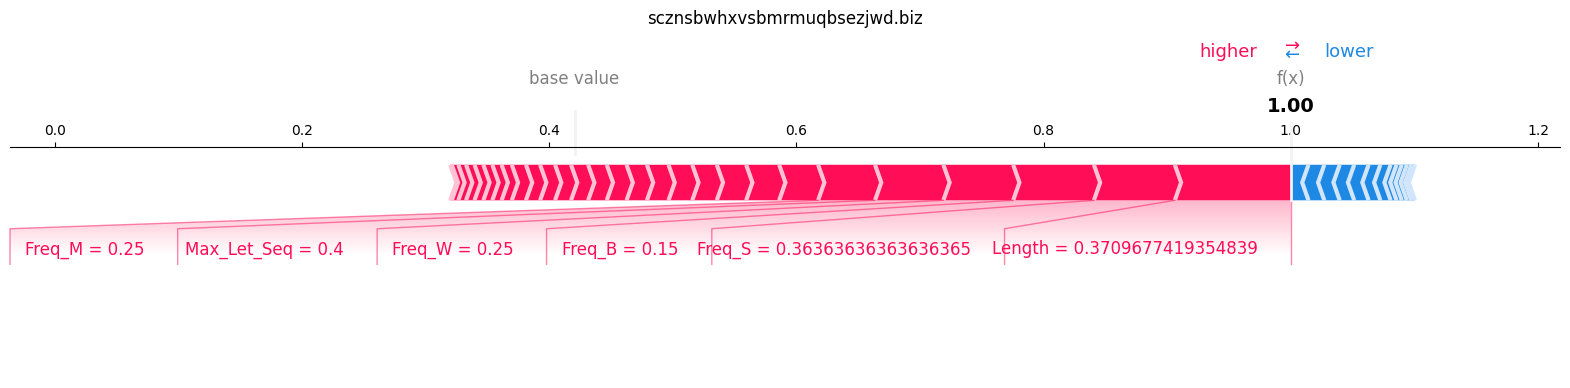 scznsbwhxvsbmrmuqbsezjwd.biz
higher ⇄ lower
base value f(x)
1.00
0.0 0.2 0.4 0.6 0.8 1.0 1.2
Freq_M = 0.25 Max_Let_Seq = 0.4 Freq_W = 0.25 Freq_B = 0.15 Freq_S = 0.36363636363636365 Length = 0.3709677419354839